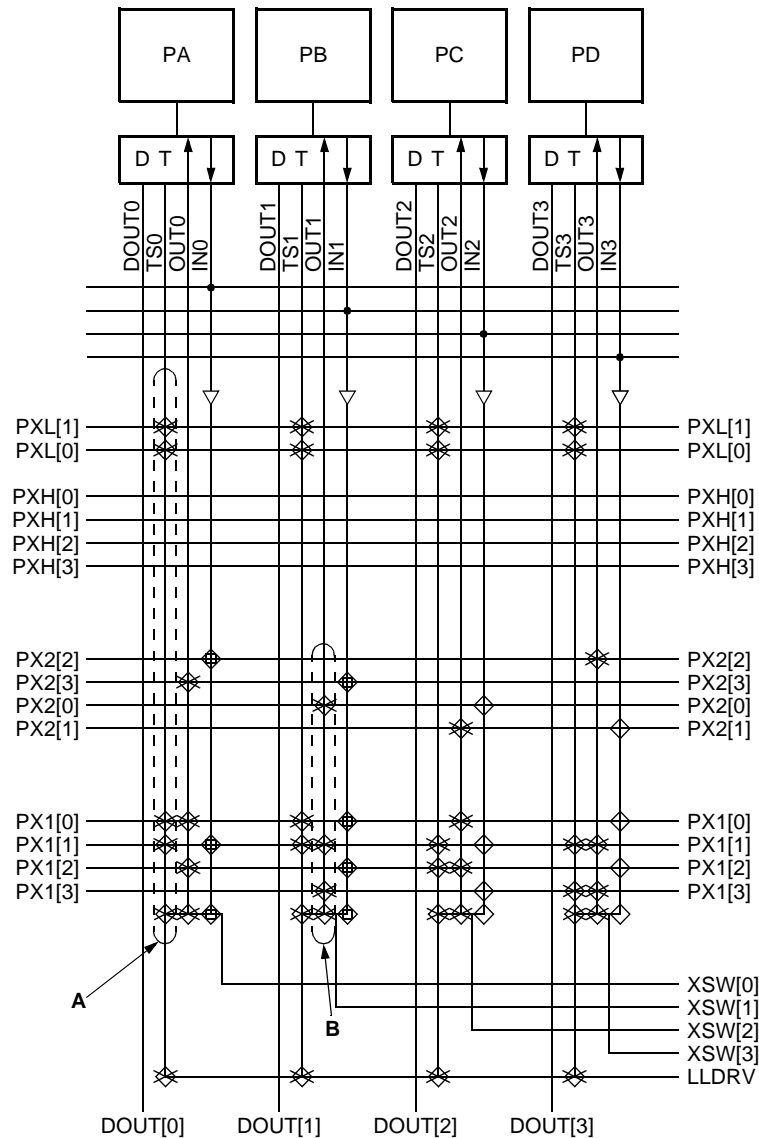 PA PB PC PD
D T D T D T D T
DOUT0 TS0 OUT0 IN0 DOUT1 TS1 OUT1 IN1 DOUT2 TS2 OUT2 IN2 DOUT3 TS3 OUT3 IN3
PXL[1] PXL[1]
PXL[0] PXL[0]
PXH[0] PXH[0]
PXH[1] PXH[1]
PXH[2] PXH[2]
PXH[3] PXH[3]
PX2[2] PX2[2]
PX2[3] PX2[3]
PX2[0] PX2[0]
PX2[1] PX2[1]
PX1[0] PX1[0]
PX1[1] PX1[1]
PX1[2] PX1[2]
PX1[3] PX1[3]
XSW[0]
A
XSW[1]
B
XSW[2]
XSW[3]
LLDRV
DOUT[0] DOUT[1] DOUT[2] DOUT[3]